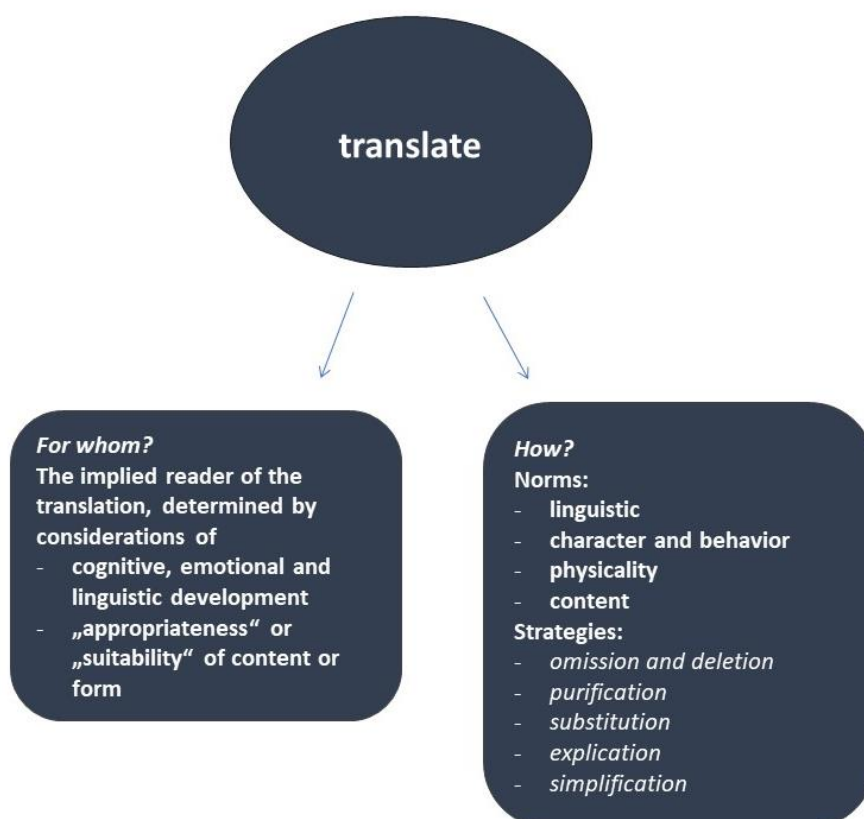 translate
For whom?
The implied reader of the
translation, determined by
considerations of
- cognitive, emotional and
linguistic development
- „appropriateness“ or
„suitability“ of content or
form
How?
Norms:
- linguistic
- character and behavior
- physicality
- content
Strategies:
- omission and deletion
- purification
- substitution
- explication
- simplification